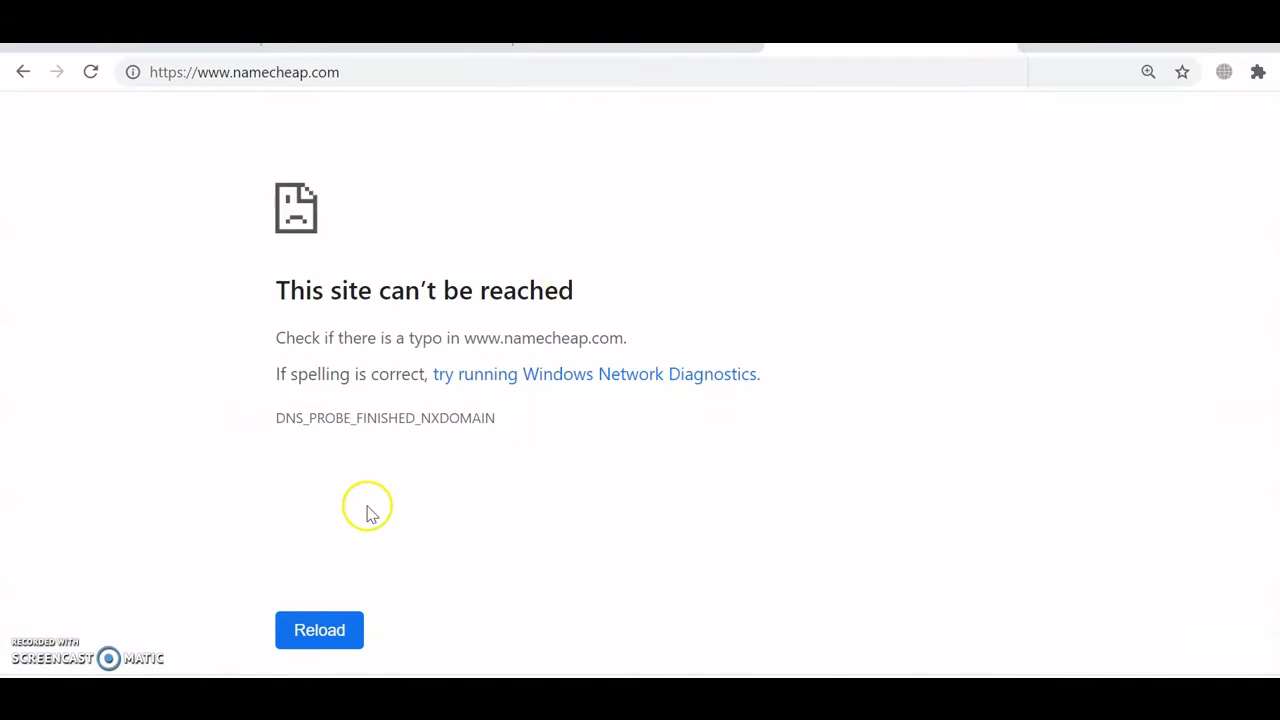 https://www.namecheap.com
This site can’t be reached
Check if there is a typo in www.namecheap.com.
If spelling is correct, try running Windows Network Diagnostics.
DNS_PROBE_FINISHED_NXDOMAIN
Reload
RECORDED WITH
SCREENCAST MATIC